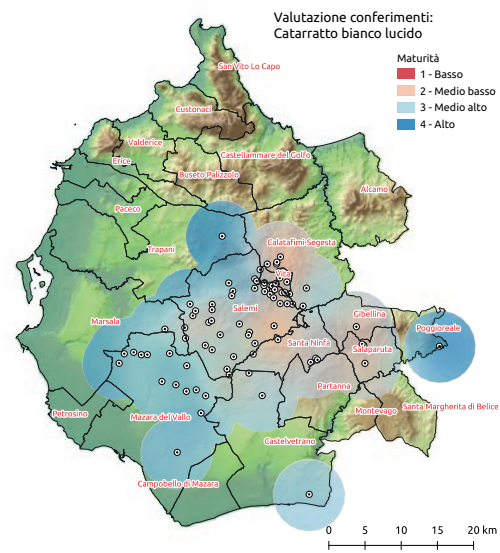 Valutazione conferimenti:
Catarratto bianco lucido
Maturità
1 - Basso
2 - Medio basso
3 - Medio alto
4 - Alto
San Vito Lo Capo
Custonaci
Valderice
Erice
Castellammare del Golfo
Buseto Palizzolo
Alcamo
Paceco
Trapani
Calatafimi-Segesta
Vita
Salemi
Marsala
Gibellina
Poggioreale
Santa Ninfa
Salaparuta
Partanna
Petrosino
Mazara del Vallo
Montevago
Santa Margherita di Belice
Castelvetrano
Campobello di Mazara
0 5 10 15 20 km